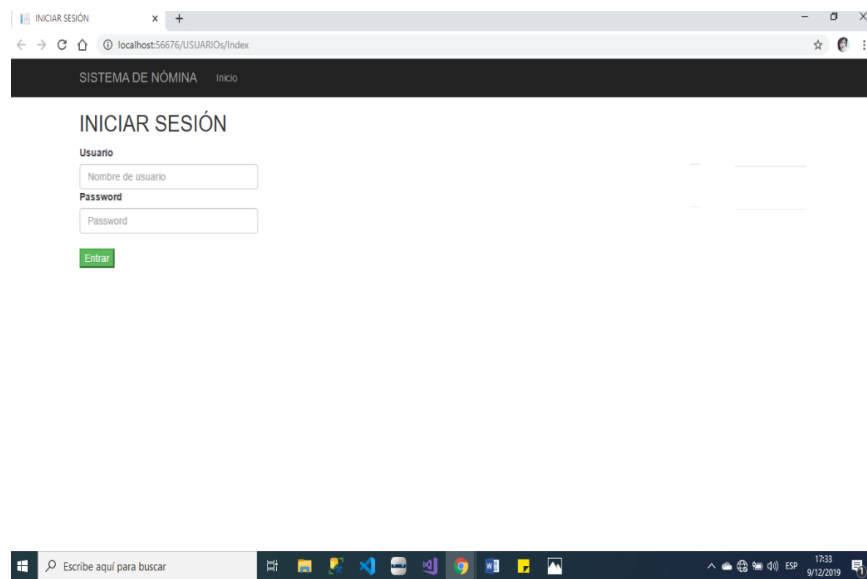 INICIAR SESIÓN
localhost:56676/USUARIOs/Index
SISTEMA DE NÓMINA Inicio
INICIAR SESIÓN
Usuario
Nombre de usuario
Password
Password
Entrar
Escribe aquí para buscar
ESP
17:33
9/12/2019